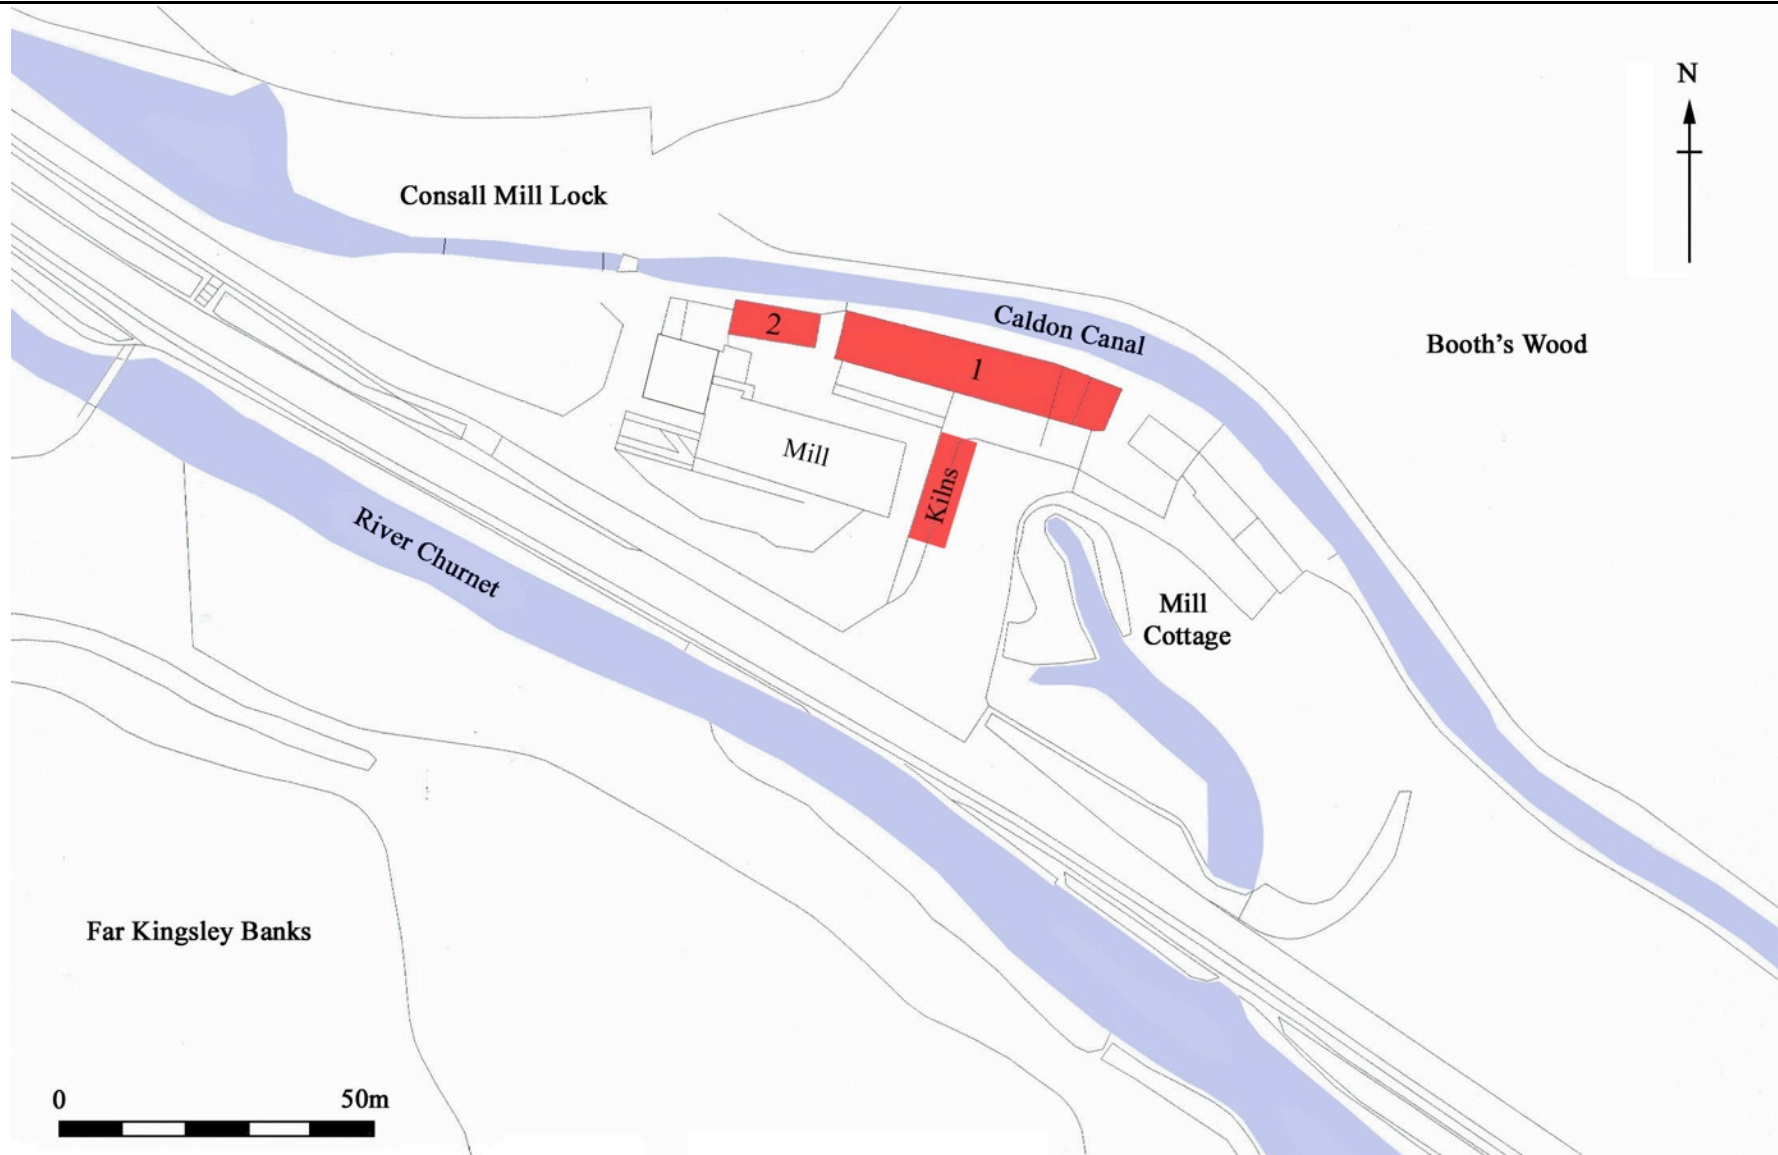 N
Consall Mill Lock
2
Caldon Canal
1
Booth's Wood
Mill
Kilns
River Churnet
Mill
Cottage
Far Kingsley Banks
0 50m